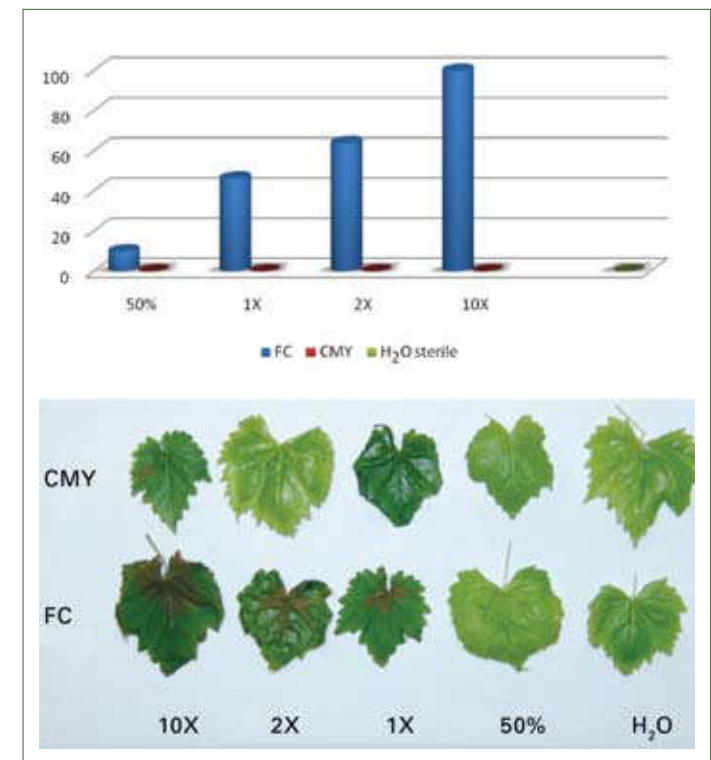 100
80
60
40
20
0
50% 1X 2X 10X
FC CMY H₂O sterile
CMY
FC
10X 2X 1X 50% H₂O